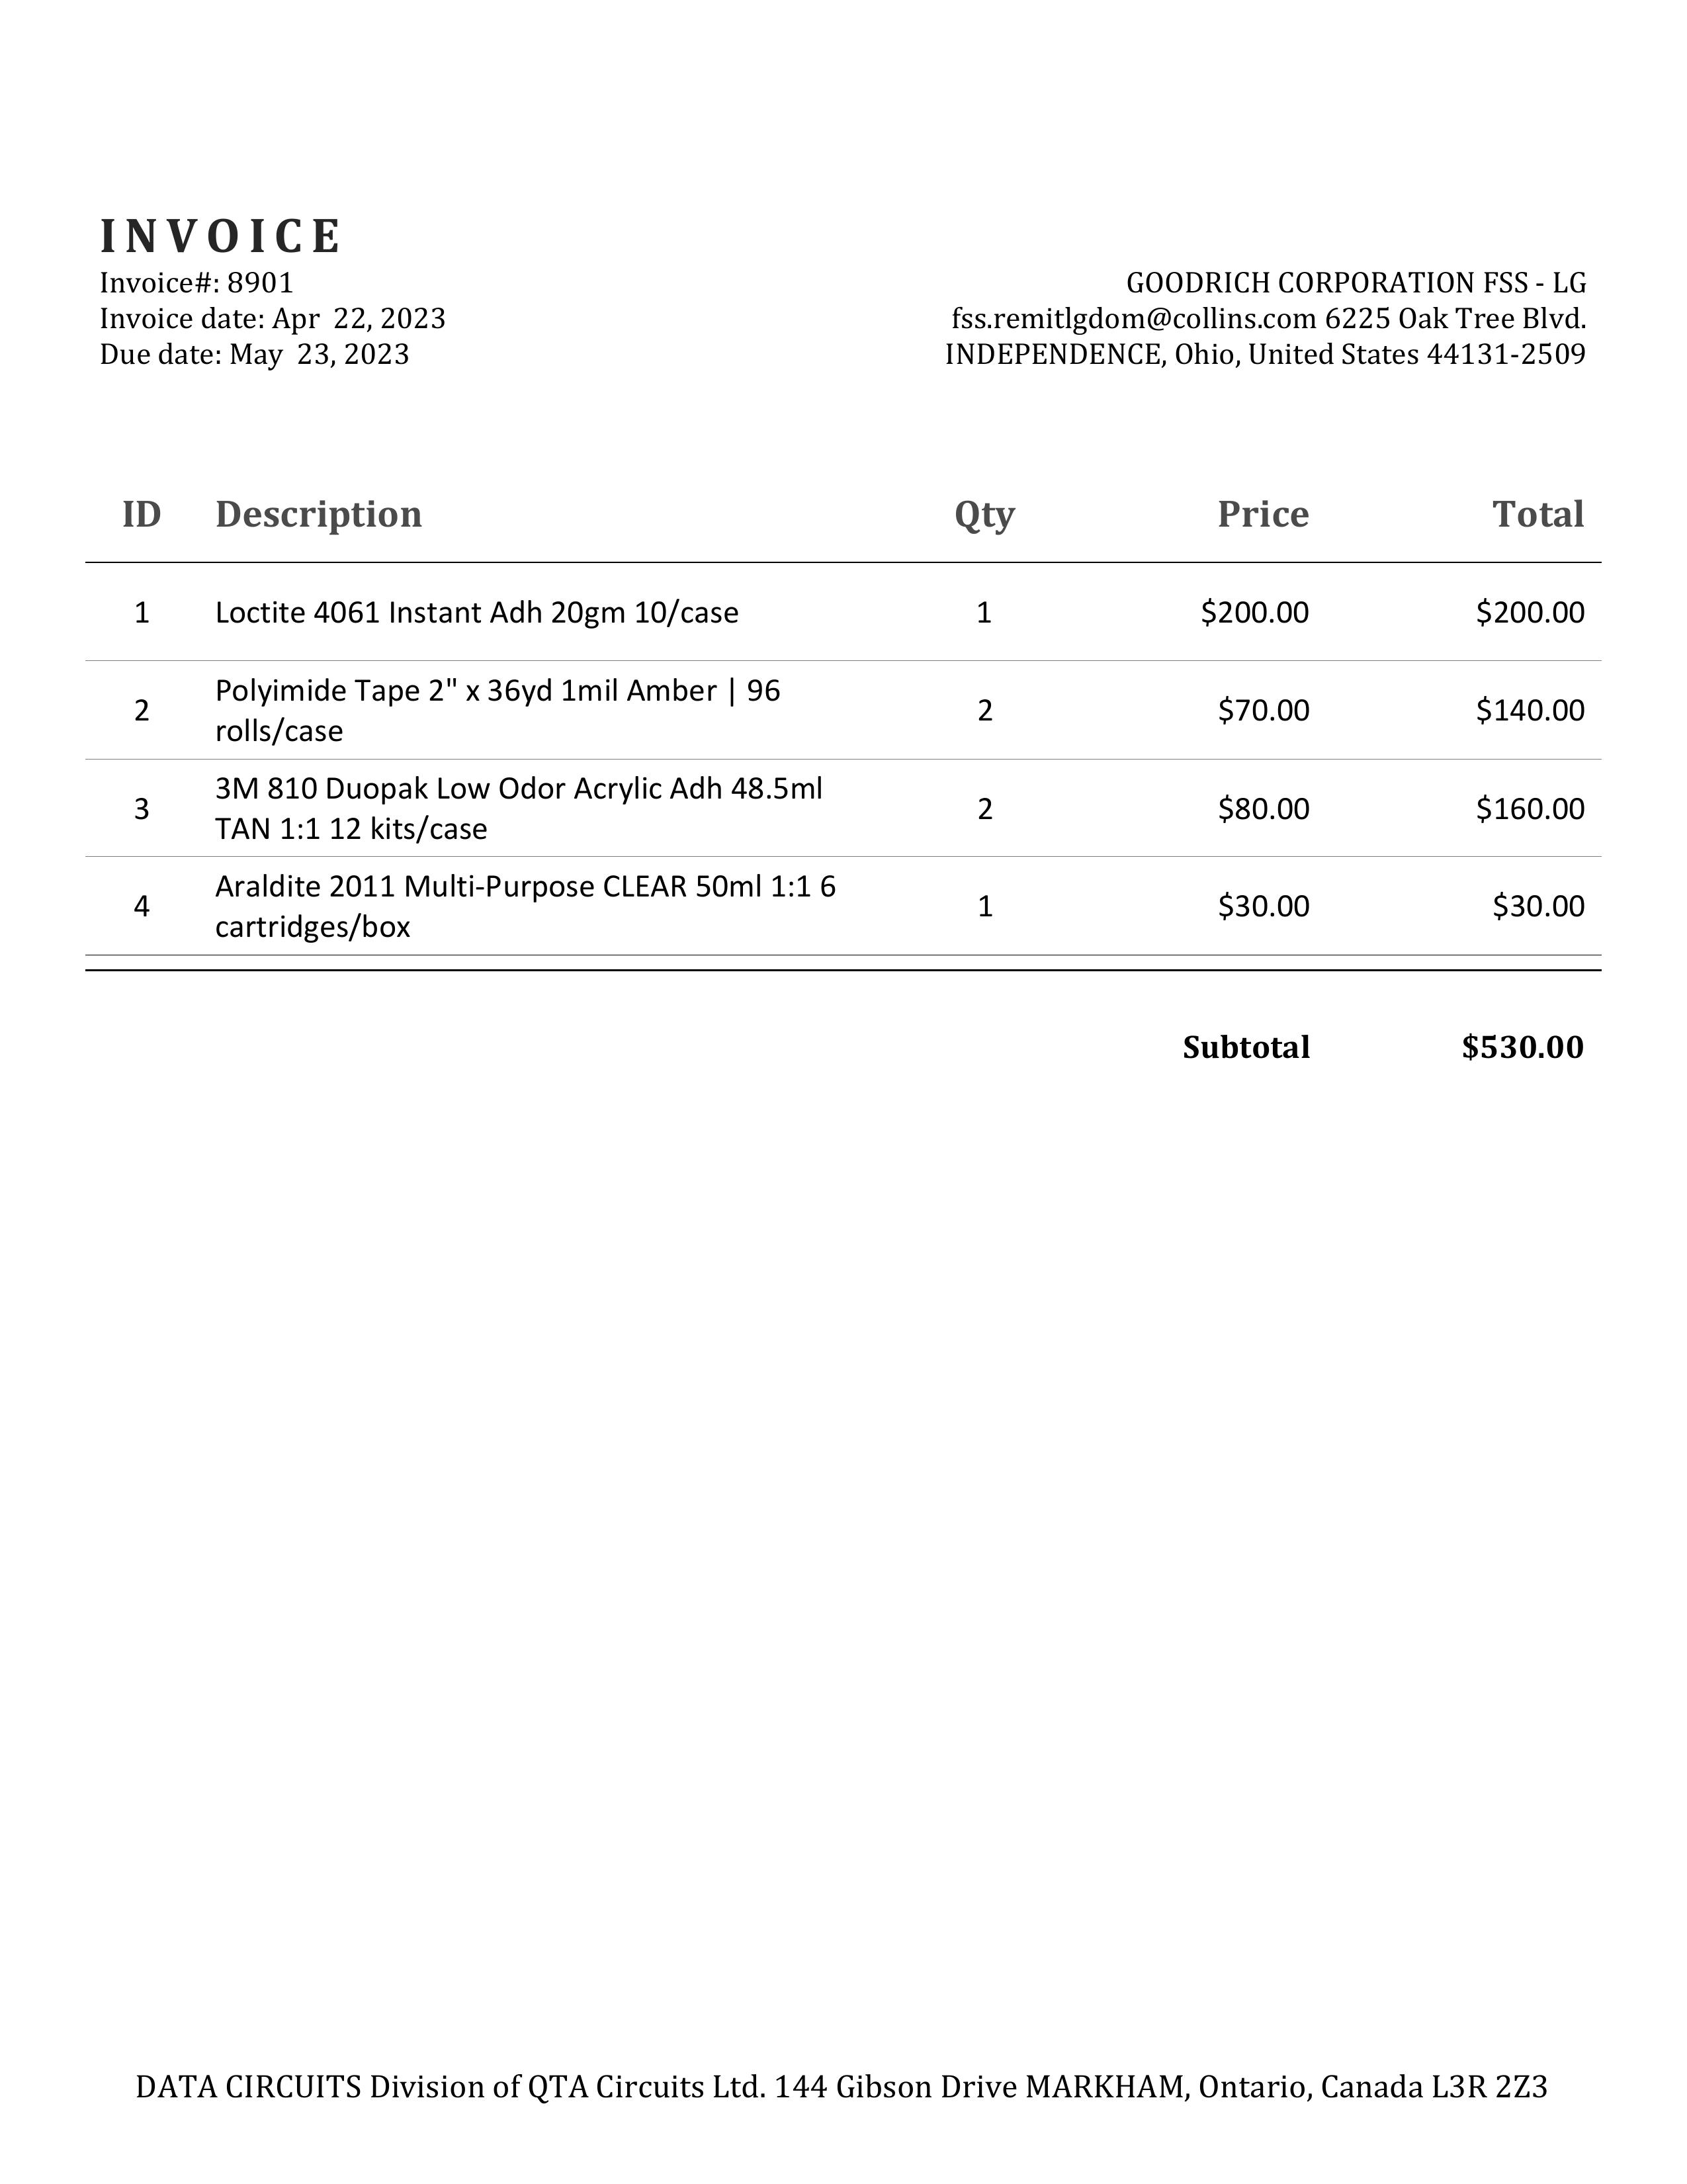 INVOICE
Invoice#: 8901
Invoice date: Apr  22, 2023
Due date: May  23, 2023
GOODRICH CORPORATION FSS - LG
fss.remitlgdom@collins.com 6225 Oak Tree Blvd.
INDEPENDENCE, Ohio, United States 44131-2509
ID Description Qty Price Total
1 Loctite 4061 Instant Adh 20gm 10/case 1 $200.00 $200.00
2 Polyimide Tape 2" x 36yd 1mil Amber | 96
rolls/case 2 $70.00 $140.00
3 3M 810 Duopak Low Odor Acrylic Adh 48.5ml
TAN 1:1 12 kits/case 2 $80.00 $160.00
4 Araldite 2011 Multi-Purpose CLEAR 50ml 1:1 6
cartridges/box 1 $30.00 $30.00
Subtotal $530.00
DATA CIRCUITS Division of QTA Circuits Ltd. 144 Gibson Drive MARKHAM, Ontario, Canada L3R 2Z3